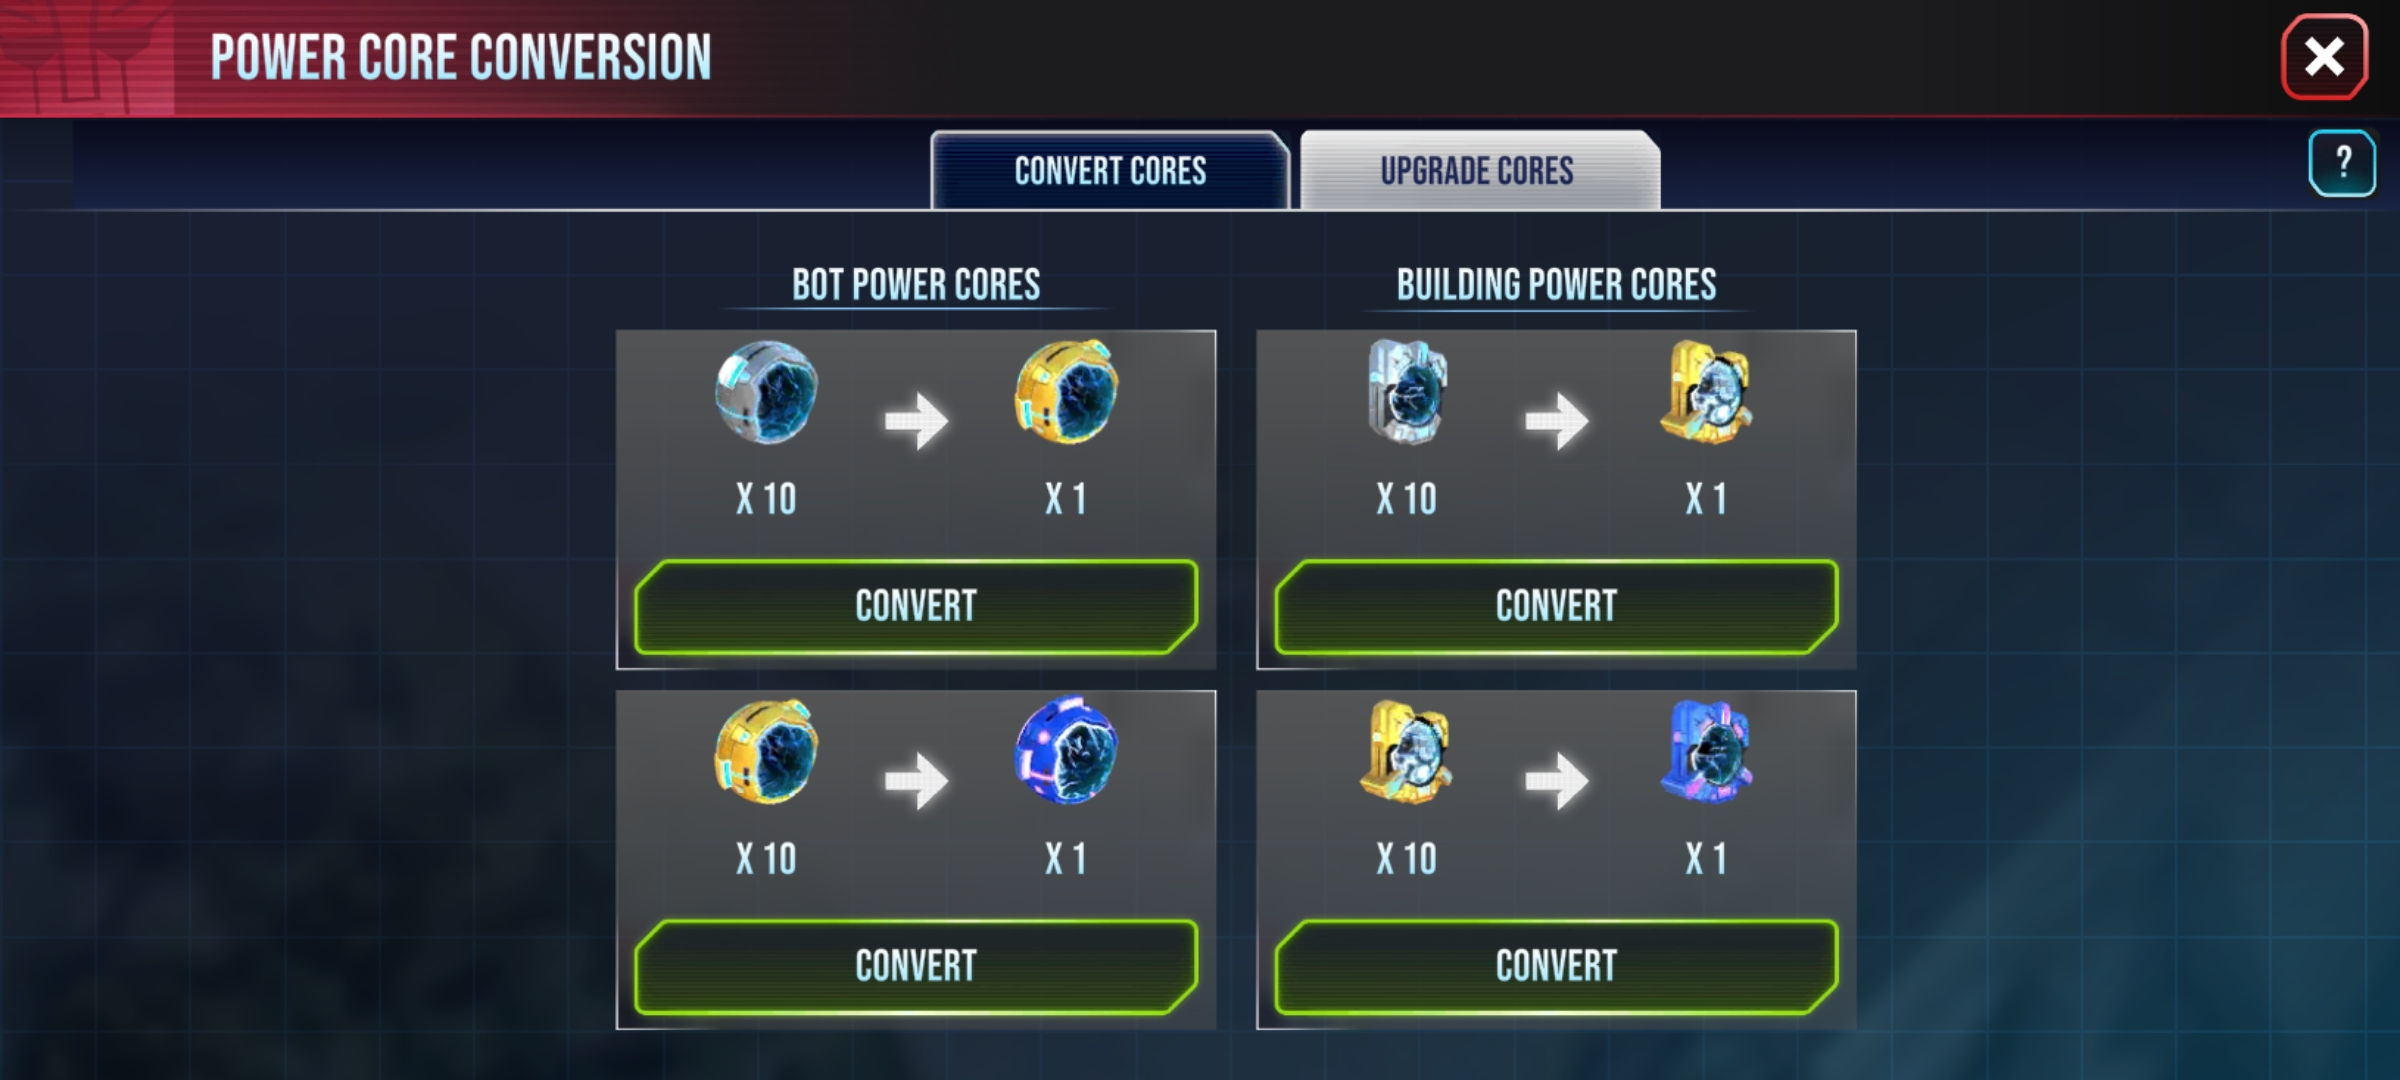 POWER CORE CONVERSION
CONVERT CORES
UPGRADE CORES
?
BOT POWER CORES
BUILDING POWER CORES
X 10
X 1
X 10
X 1
CONVERT
CONVERT
X 10
X 1
X 10
X 1
CONVERT
CONVERT